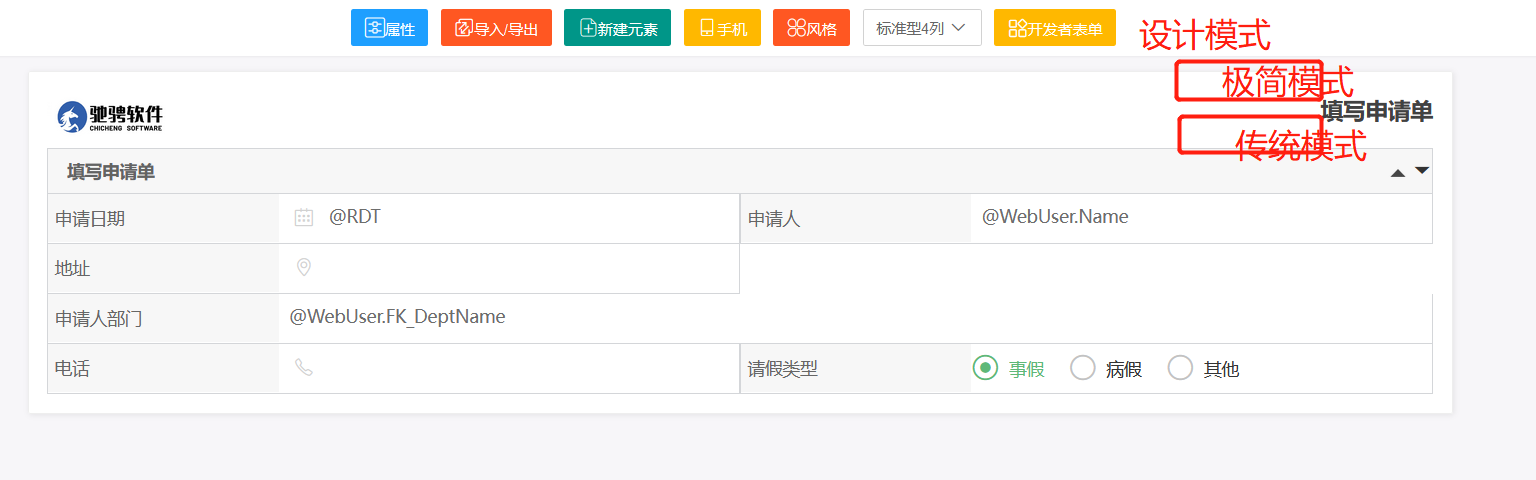 属性 导入/导出 新建元素 手机 风格 标准型4列 开发者表单 设计模式
极简模式
驰骋软件 填写申请单
CHICHENG SOFTWARE
传统模式
填写申请单
申请日期 @RDT 申请人 @WebUser.Name
地址
申请人部门 @WebUser.FK_DeptName
电话 请假类型 事假 病假 其他